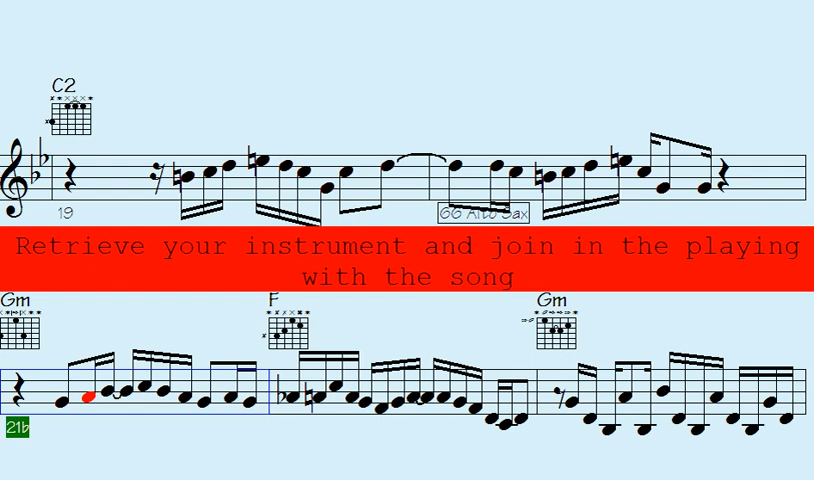 C2
19
66 Alto Sax
Retrieve your instrument and join in the playing
with the song
Gm F Gm
21b